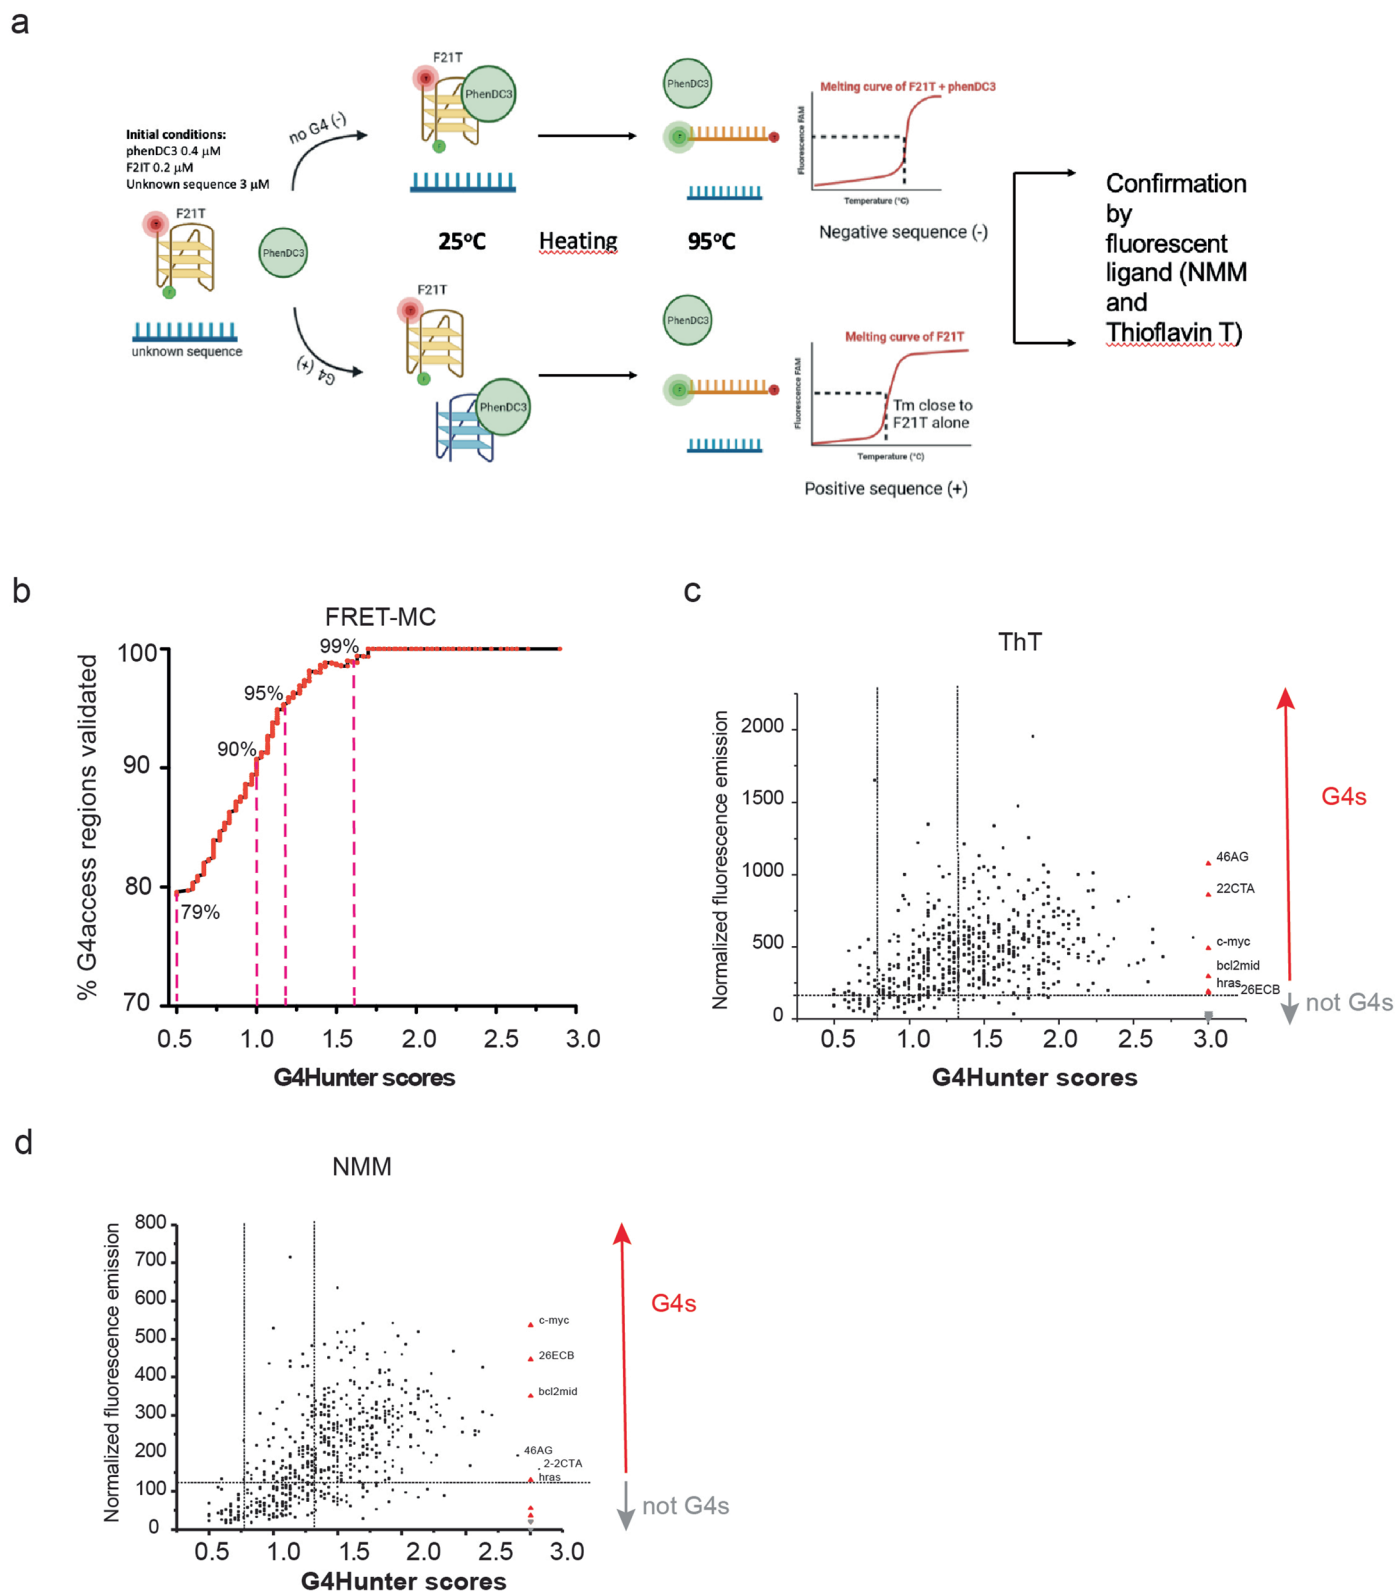 a
F21T
PhenDC3
no G4 (-)
Initial conditions:
phenDC3 0.4 µM
F2IT 0.2 µM
Unknown sequence 3 µM
F21T
PhenDC3
unknown sequence
G4 (+)
25°C
Heating
95°C
PhenDC3
Melting curve of F21T + phenDC3
Fluorescence FAM
Temperature (°C)
Negative sequence (-)
F21T
PhenDC3
PhenDC3
Melting curve of F21T
Fluorescence FAM
Tm close to
F21T alone
Temperature (°C)
Positive sequence (+)
Confirmation
by
fluorescent
ligand (NMM
and
Thioflavin T)
b
FRET-MC
% G4access regions validated
100
90
80
70
99%
95%
90%
79%
0.5 1.0 1.5 2.0 2.5 3.0
G4Hunter scores
c
ThT
Normalized fluorescence emission
2000
1500
1000
500
0
46AG
22CTA
c-myc
bcl2mid
hras
26ECB
G4s
not G4s
0.5 1.0 1.5 2.0 2.5 3.0
G4Hunter scores
d
NMM
Normalized fluorescence emission
800
700
600
500
400
300
200
100
0
c-myc
26ECB
bcl2mid
46AG
2-2CTA
hras
G4s
not G4s
0.5 1.0 1.5 2.0 2.5 3.0
G4Hunter scores